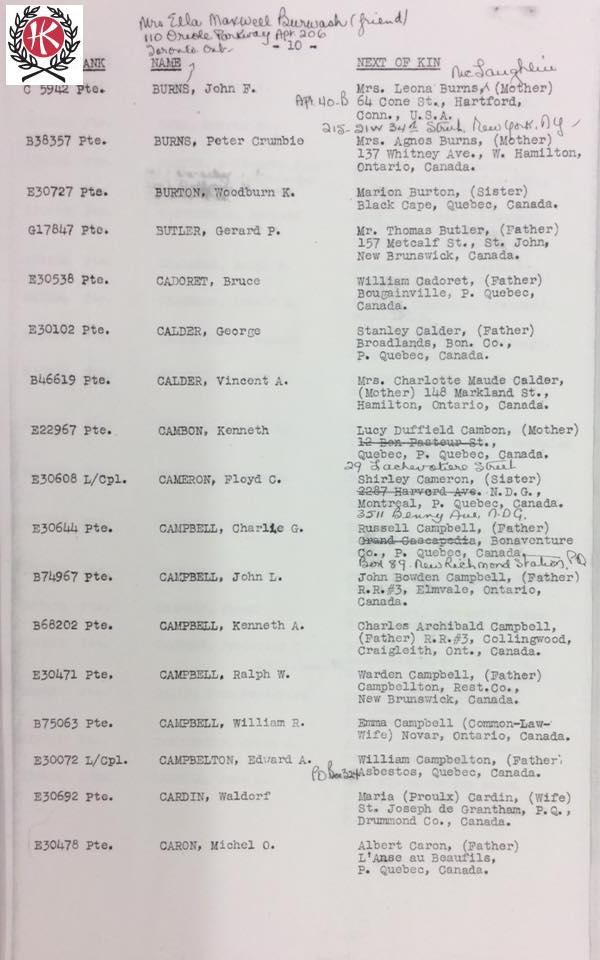 HK
Mrs Ella Maxwell Burwash (friend)
110 Oriole Parkway Apt. 206
Toronto Ont.
- 10 -
ANK NAME NEXT OF KIN
McLaughlin
C 5942 Pte. BURNS, John F. Mrs. Leona Burns, (Mother)
Apt. 40-B 64 Cone St., Hartford,
Conn., U.S.A.
215-21W 34th Street, New York, N.Y.
B38357 Pte. BURNS, Peter Crumbie Mrs. Agnes Burns, (Mother)
137 Whitney Ave., W. Hamilton,
Ontario, Canada.
E30727 Pte. BURTON, Woodburn K. Marion Burton, (Sister)
Black Cape, Quebec, Canada.
G17847 Pte. BUTLER, Gerard P. Mr. Thomas Butler, (Father)
157 Metcalf St., St. John,
New Brunswick, Canada.
E30538 Pte. CADORET, Bruce William Cadoret, (Father)
Bougainville, P. Quebec,
Canada.
E30102 Pte. CALDER, George Stanley Calder, (Father)
Broadlands, Bon. Co.,
P. Quebec, Canada.
B46619 Pte. CALDER, Vincent A. Mrs. Charlotte Maude Calder,
(Mother) 148 Markland St.,
Hamilton, Ontario, Canada.
E22967 Pte. CAMBON, Kenneth Lucy Duffield Cambon, (Mother)
12 Bon Pasteur St.,
Quebec, P. Quebec, Canada.
29 Lachevotiere Street
E30608 L/Cpl. CAMERON, Floyd C. Shirley Cameron, (Sister)
2287 Harvard Ave. N.D.G.,
Montreal, P. Quebec, Canada.
3511 Benny Ave, N.D.G.
E30644 Pte. CAMPBELL, Charlie G. Russell Campbell, (Father)
Grand Cascapedia, Bonaventure
Co., P. Quebec, Canada.
Box 89. New Richmond Station, PQ
B74967 Pte. CAMPBELL, John L. John Bowden Campbell, (Father)
R.R.#3, Elmvale, Ontario,
Canada.
B68202 Pte. CAMPBELL, Kenneth A. Charles Archibald Campbell,
(Father) R.R.#3, Collingwood,
Craigleith, Ont., Canada.
E30471 Pte. CAMPBELL, Ralph W. Warden Campbell, (Father)
Campbellton, Rest.Co.,
New Brunswick, Canada.
B75063 Pte. CAMPBELL, William R. Emma Campbell (Common-Law-
Wife) Novar, Ontario, Canada.
E30072 L/Cpl. CAMPBELTON, Edward A. William Campbelton, (Father)
PO Box 324 Asbestos, Quebec, Canada.
E30692 Pte. CARDIN, Waldorf Maria (Proulx) Cardin, (Wife)
St. Joseph de Grantham, P.Q.,
Drummond Co., Canada.
E30478 Pte. CARON, Michel O. Albert Caron, (Father)
L'Anse au Beaufils,
P. Quebec, Canada.